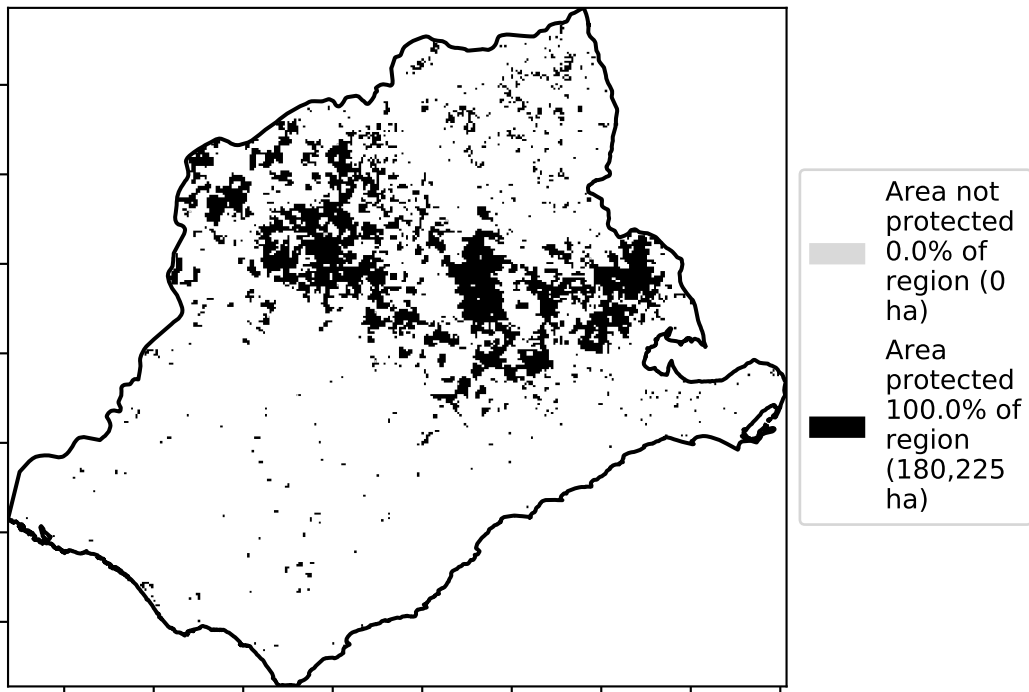 Area not
protected
0.0% of
region (0
ha)
Area
protected
100.0% of
region
(180,225
ha)